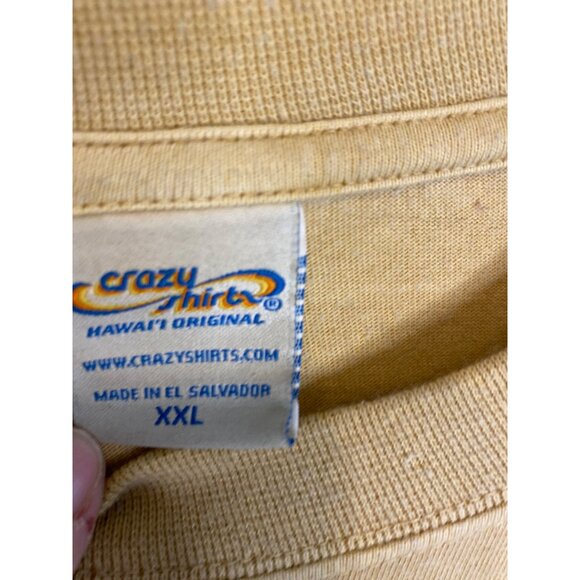 crazy
shirts®
HAWAI'I ORIGINAL
WWW.CRAZYSHIRTS.COM
MADE IN EL SALVADOR
XXL